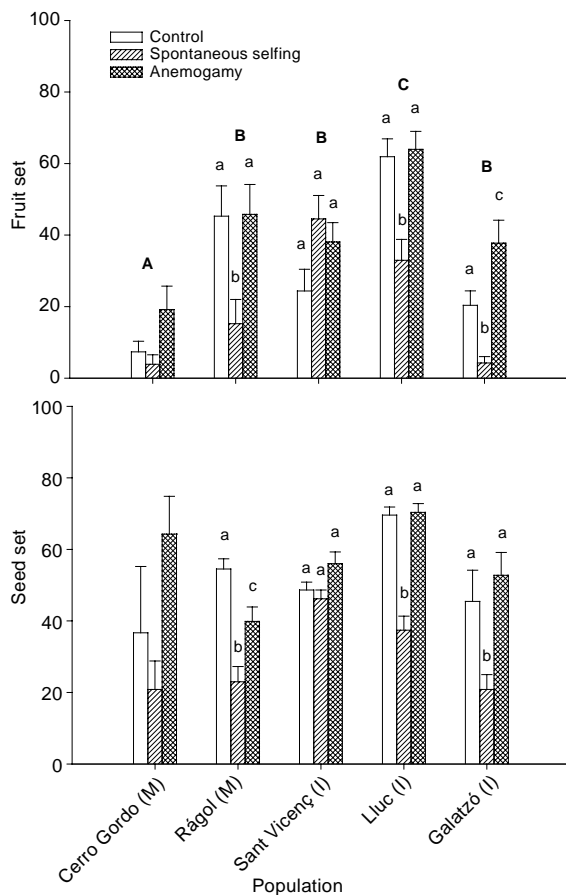 100
80
60
40
20
0
Fruit set
Control
Spontaneous selfing
Anemogamy
A
B
a
b
a
B
a
a
a
C
a
b
a
B
a
b
c
100
80
60
40
20
0
Seed set
a
b
c
a
a
a
a
b
a
a
b
a
Cerro Gordo (M)
Rágol (M)
Sant Vicenç (I)
Lluc (I)
Galatzó (I)
Population